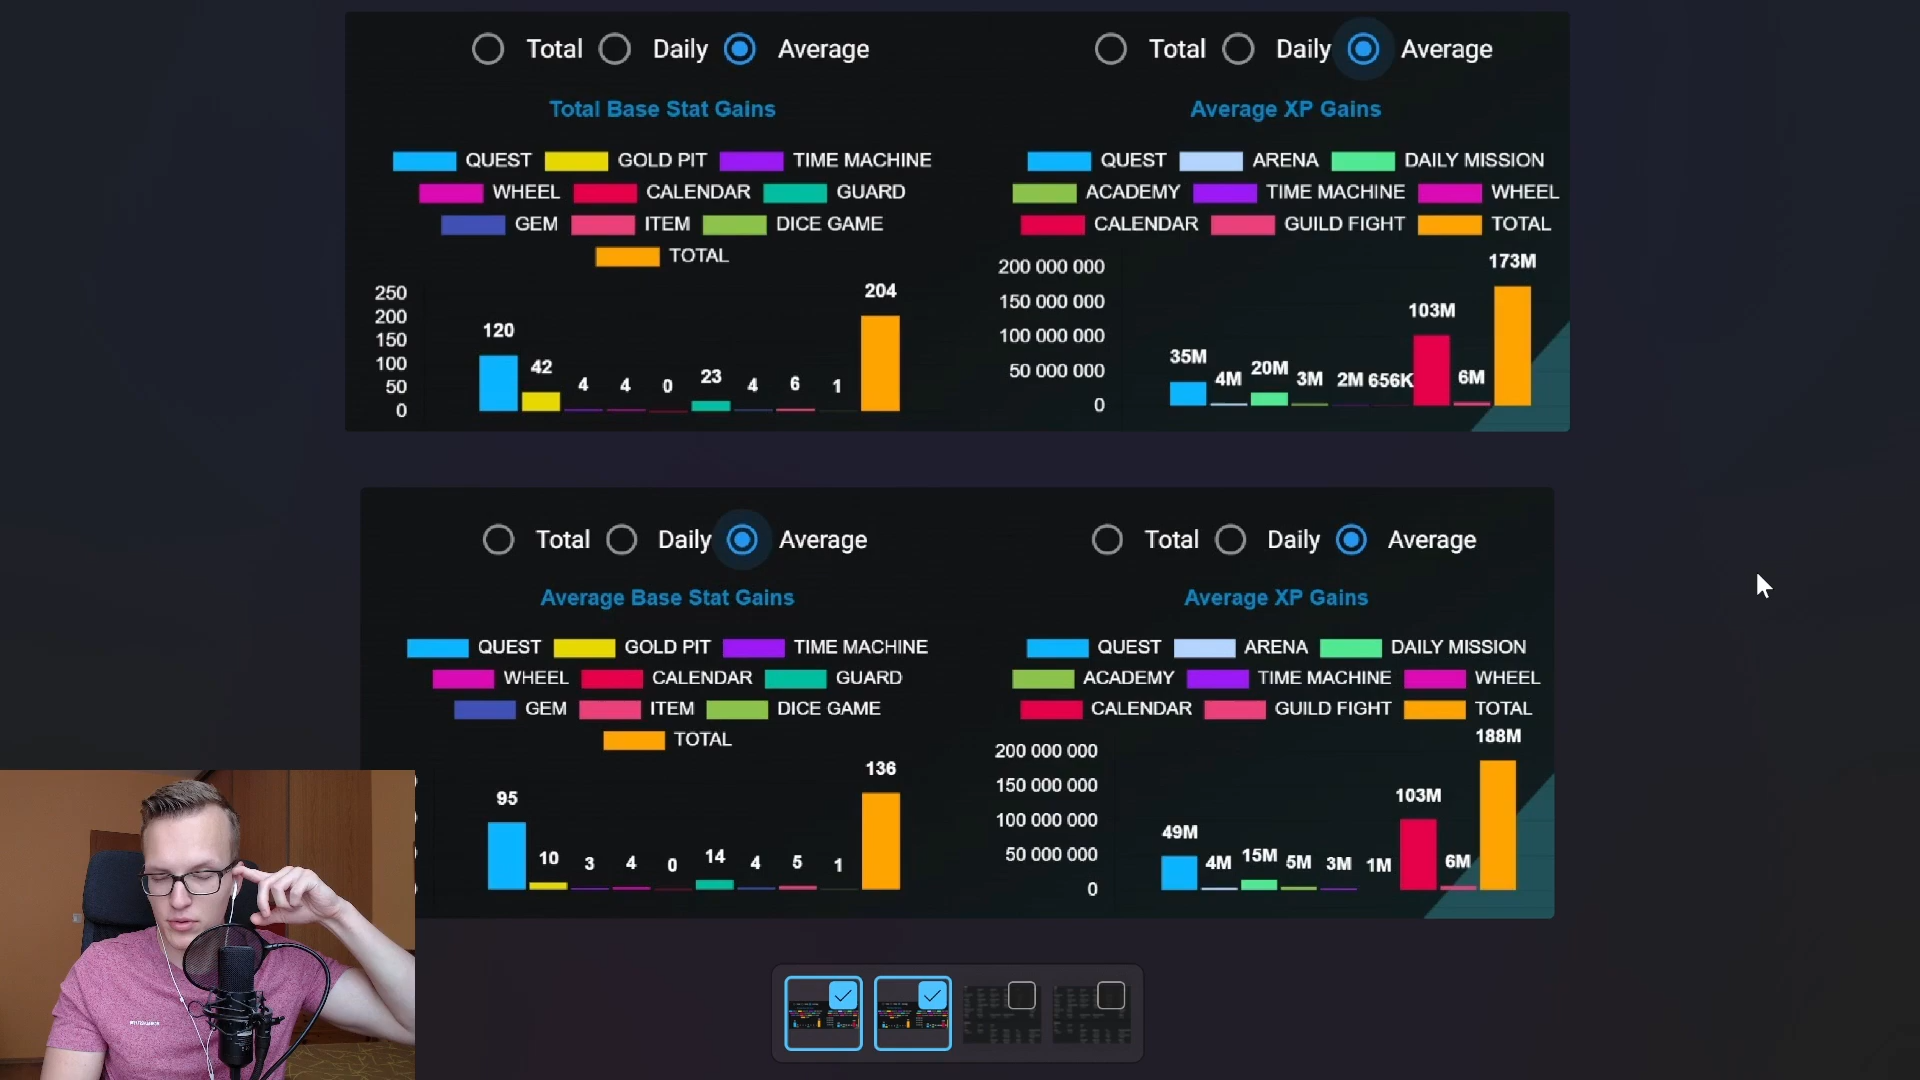 Total Daily Average
Total Daily Average
Total Base Stat Gains
Average XP Gains
QUEST GOLD PIT TIME MACHINE
WHEEL CALENDAR GUARD
GEM ITEM DICE GAME
TOTAL
QUEST ARENA DAILY MISSION
ACADEMY TIME MACHINE WHEEL
CALENDAR GUILD FIGHT TOTAL
250
200
150
100
50
0
120
42
4
4
0
23
4
6
1
204
200 000 000
150 000 000
100 000 000
50 000 000
0
35M
4M
20M
3M
2M
656K
103M
6M
173M
Total Daily Average
Total Daily Average
Average Base Stat Gains
Average XP Gains
QUEST GOLD PIT TIME MACHINE
WHEEL CALENDAR GUARD
GEM ITEM DICE GAME
TOTAL
QUEST ARENA DAILY MISSION
ACADEMY TIME MACHINE WHEEL
CALENDAR GUILD FIGHT TOTAL
95
10
3
4
0
14
4
5
1
136
200 000 000
150 000 000
100 000 000
50 000 000
0
49M
4M
15M
5M
3M
1M
103M
6M
188M